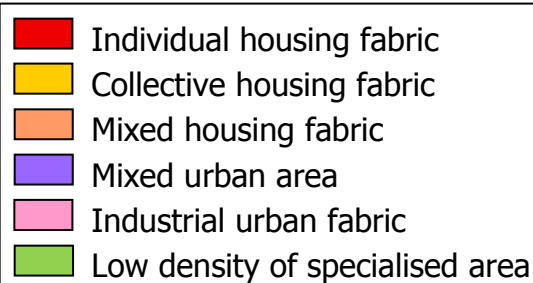 Individual housing fabric
Collective housing fabric
Mixed housing fabric
Mixed urban area
Industrial urban fabric
Low density of specialised area